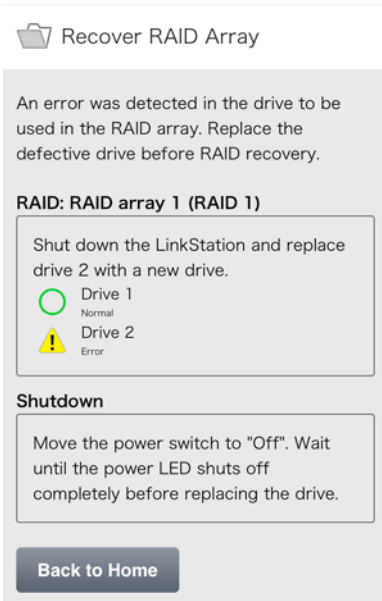 Recover RAID Array
An error was detected in the drive to be
used in the RAID array. Replace the
defective drive before RAID recovery.
RAID: RAID array 1 (RAID 1)
Shut down the LinkStation and replace
drive 2 with a new drive.
Drive 1
Normal
Drive 2
Error
Shutdown
Move the power switch to "Off". Wait
until the power LED shuts off
completely before replacing the drive.
Back to Home